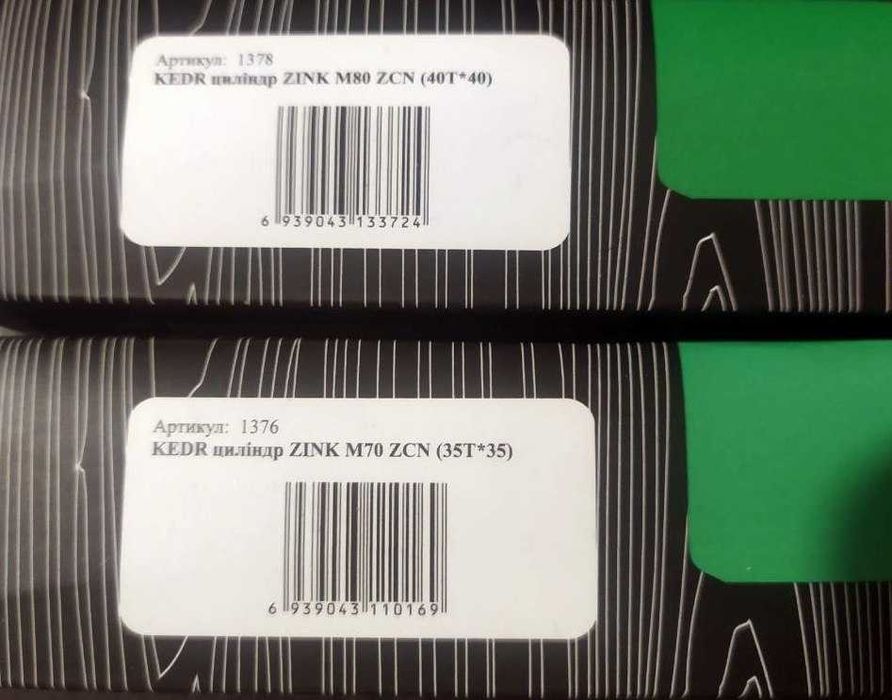 Артикул: 1378
KEDR циліндр ZINK M80 ZCN (40T*40)
6 939043 133724
Артикул: 1376
KEDR циліндр ZINK M70 ZCN (35T*35)
6 939043 110169